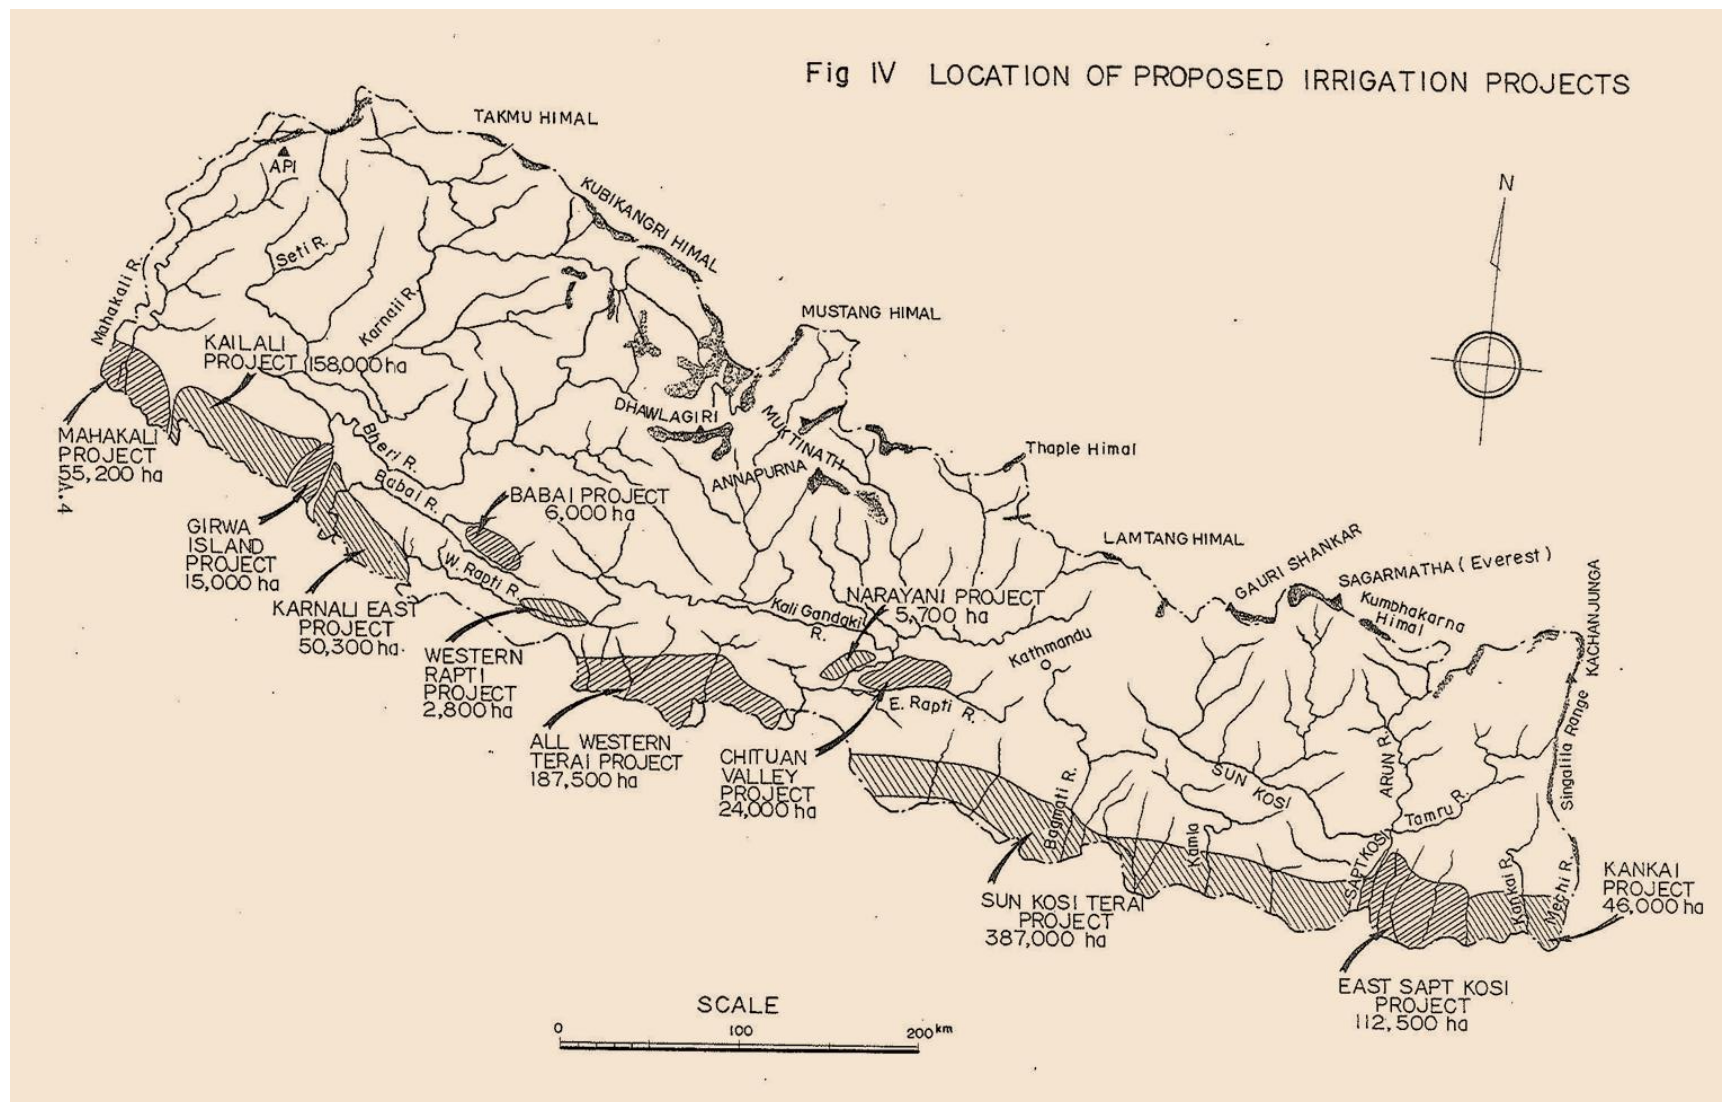 Fig IV LOCATION OF PROPOSED IRRIGATION PROJECTS
TAKMU HIMAL
API
KUBIKANGRI HIMAL
N
Seti R.
Mahakali R.
Karnali R.
MUSTANG HIMAL
KAILALI
PROJECT (158,000 ha
DHAWLAGIRI
MUKTINATH
MAHAKALI
PROJECT
55,200 ha
A.4
Bheri R.
Babai R.
ANNAPURNA
Thaple Himal
BABAI PROJECT
6,000 ha
GIRWA
ISLAND
PROJECT
15,000 ha
LAMTANG HIMAL
GAURI SHANKAR
SAGARMATHA (Everest)
Kumbhakarna
Himal
KACHANJUNGA
W. Rapti R.
KARNALI EAST
PROJECT
50,300 ha
Kali Gandaki
R.
NARAYANI PROJECT
5,700 ha
Kathmandu
WESTERN
RAPTI
PROJECT
2,800 ha
E. Rapti R.
ALL WESTERN
TERAI PROJECT
187,500 ha
CHITUAN
VALLEY
PROJECT
24,000 ha
Bagmati R.
SUN KOSI
ARUN R.
Singalila Range
Tamru R.
Kamla
SAPT KOSI
Kankai R.
Mechi R.
KANKAI
PROJECT
46,000 ha
SUN KOSI TERAI
PROJECT
387,000 ha
EAST SAPT KOSI
PROJECT
112,500 ha
SCALE
0 100 200 km